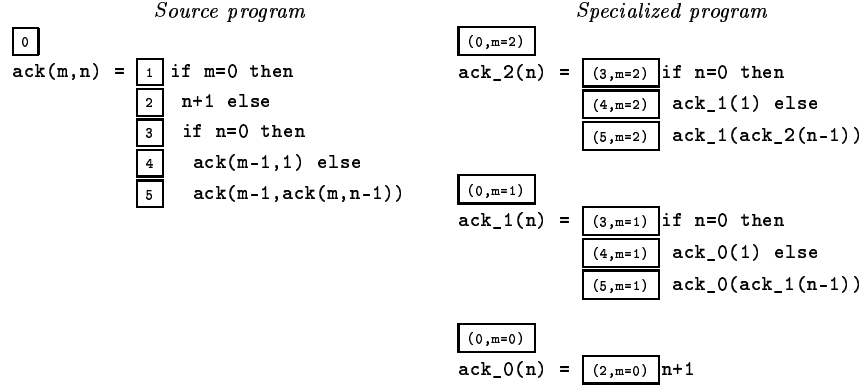 Source program
0
ack(m,n) = 1 if m=0 then
2 n+1 else
3 if n=0 then
4 ack(m-1,1) else
5 ack(m-1,ack(m,n-1))
Specialized program
(0,m=2)
ack_2(n) = (3,m=2) if n=0 then
(4,m=2) ack_1(1) else
(5,m=2) ack_1(ack_2(n-1))
(0,m=1)
ack_1(n) = (3,m=1) if n=0 then
(4,m=1) ack_0(1) else
(5,m=1) ack_0(ack_1(n-1))
(0,m=0)
ack_0(n) = (2,m=0) n+1